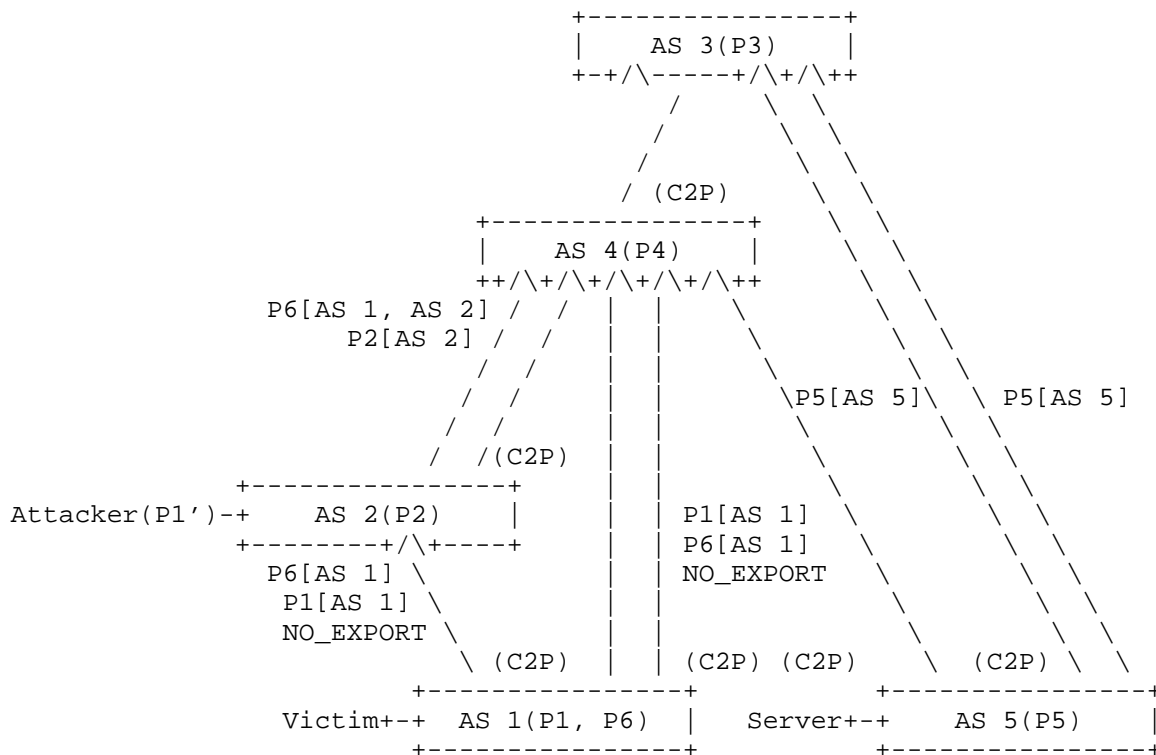 AS 3(P3)
(C2P)
AS 4(P4)
P6[AS 1, AS 2]
P2[AS 2]
P5[AS 5] P5[AS 5]
(C2P)
Attacker(P1')-+ AS 2(P2)
P1[AS 1]
P6[AS 1]
NO_EXPORT
P6[AS 1]
P1[AS 1]
NO_EXPORT
(C2P) (C2P) (C2P) (C2P)
Victim+-+ AS 1(P1, P6) Server+-+ AS 5(P5)